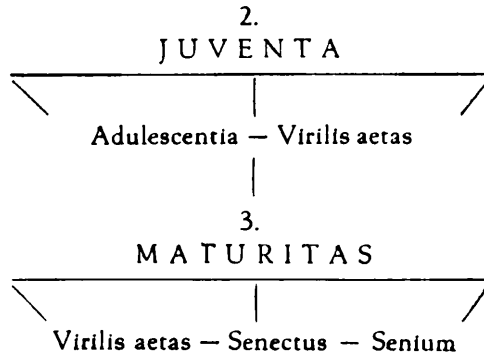 2.
JUVENTA
Adulescentia — Virilis aetas
3.
MATURITAS
Virilis aetas — Senectus — Senium